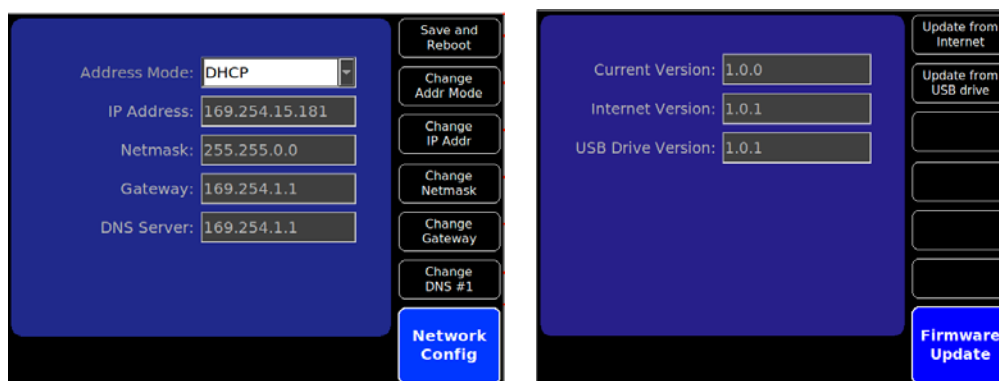 Address Mode: DHCP
IP Address: 169.254.15.181
Netmask: 255.255.0.0
Gateway: 169.254.1.1
DNS Server: 169.254.1.1
Save and
Reboot
Change
Addr Mode
Change
IP Addr
Change
Netmask
Change
Gateway
Change
DNS #1
Network
Config
Current Version: 1.0.0
Internet Version: 1.0.1
USB Drive Version: 1.0.1
Update from
Internet
Update from
USB drive
Firmware
Update